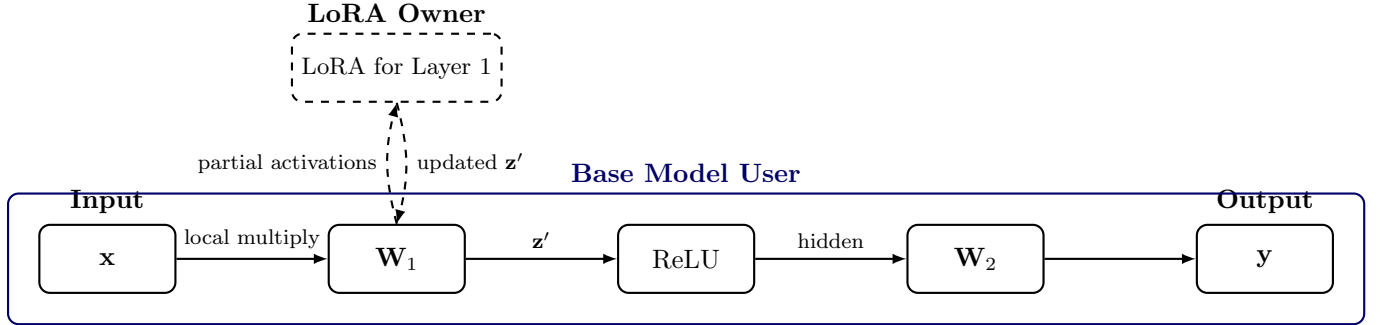 LoRA Owner
LoRA for Layer 1
partial activations
updated z′
Base Model User
Input
Output
x
local multiply
W₁
z′
ReLU
hidden
W₂
y